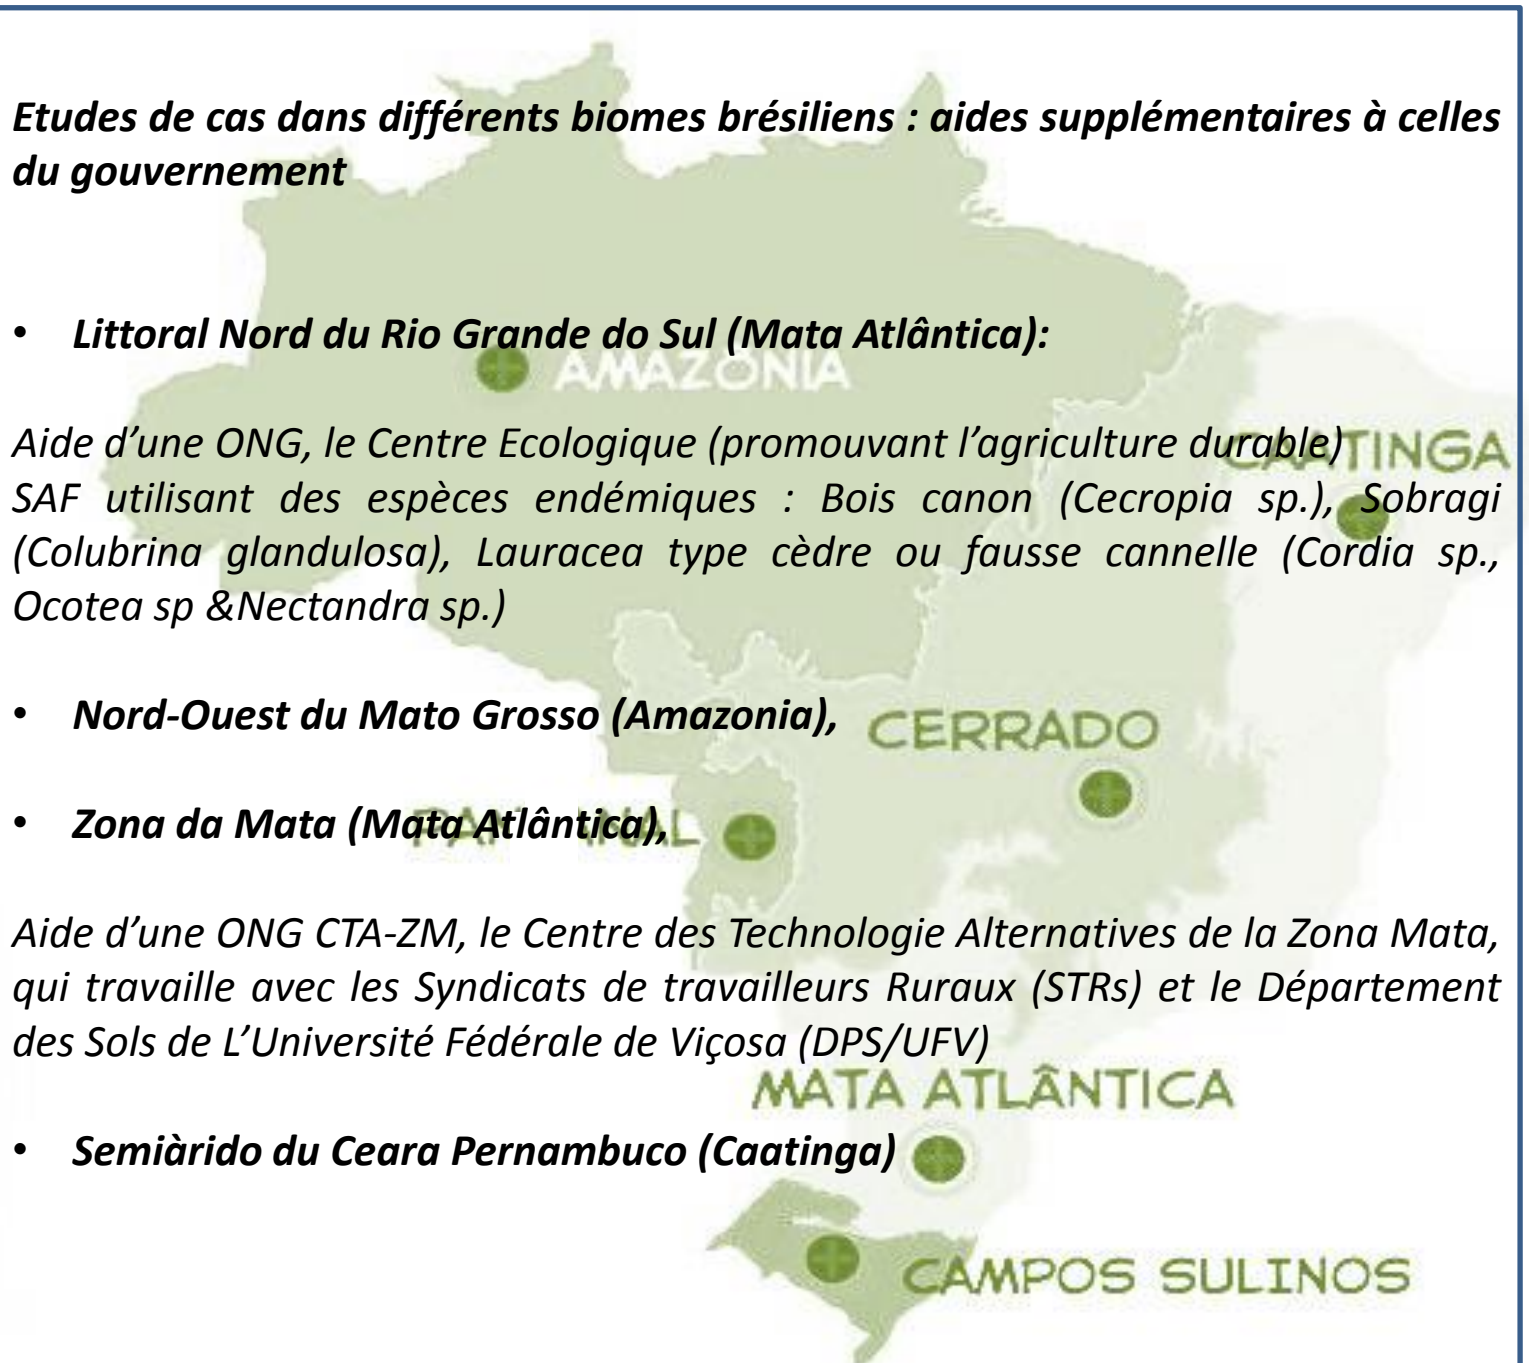 Etudes de cas dans différents biomes brésiliens : aides supplémentaires à celles
du gouvernement
• Littoral Nord du Rio Grande do Sul (Mata Atlântica):
AMAZÔNIA
Aide d’une ONG, le Centre Ecologique (promouvant l’agriculture durable)
CAATINGA
SAF utilisant des espèces endémiques : Bois canon (Cecropia sp.), Sobragi
(Colubrina glandulosa), Lauracea type cèdre ou fausse cannelle (Cordia sp.,
Ocotea sp &Nectandra sp.)
• Nord-Ouest du Mato Grosso (Amazonia),
CERRADO
• Zona da Mata (Mata Atlântica),
Aide d’une ONG CTA-ZM, le Centre des Technologie Alternatives de la Zona Mata,
qui travaille avec les Syndicats de travailleurs Ruraux (STRs) et le Département
des Sols de L’Université Fédérale de Viçosa (DPS/UFV)
MATA ATLÂNTICA
• Semiàrido du Ceara Pernambuco (Caatinga)
CAMPOS SULINOS